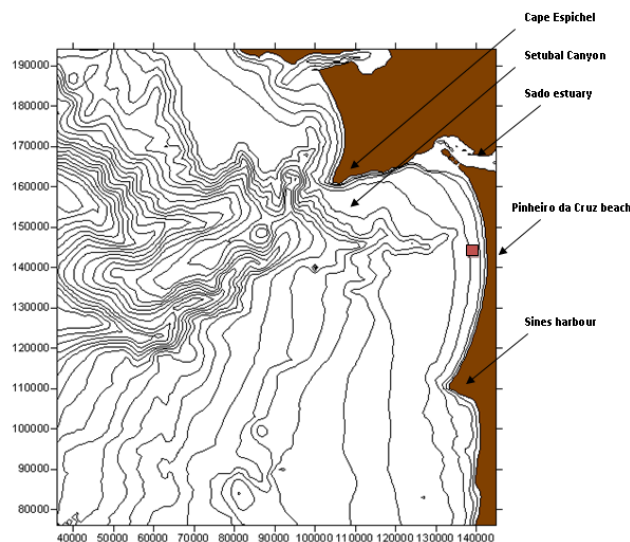 Cape Espichel
Setubal Canyon
Sado estuary
Pinheiro da Cruz beach
Sines harbour
190000
180000
170000
160000
150000
140000
130000
120000
110000
100000
90000
80000
40000 50000 60000 70000 80000 90000 100000 110000 120000 130000 140000